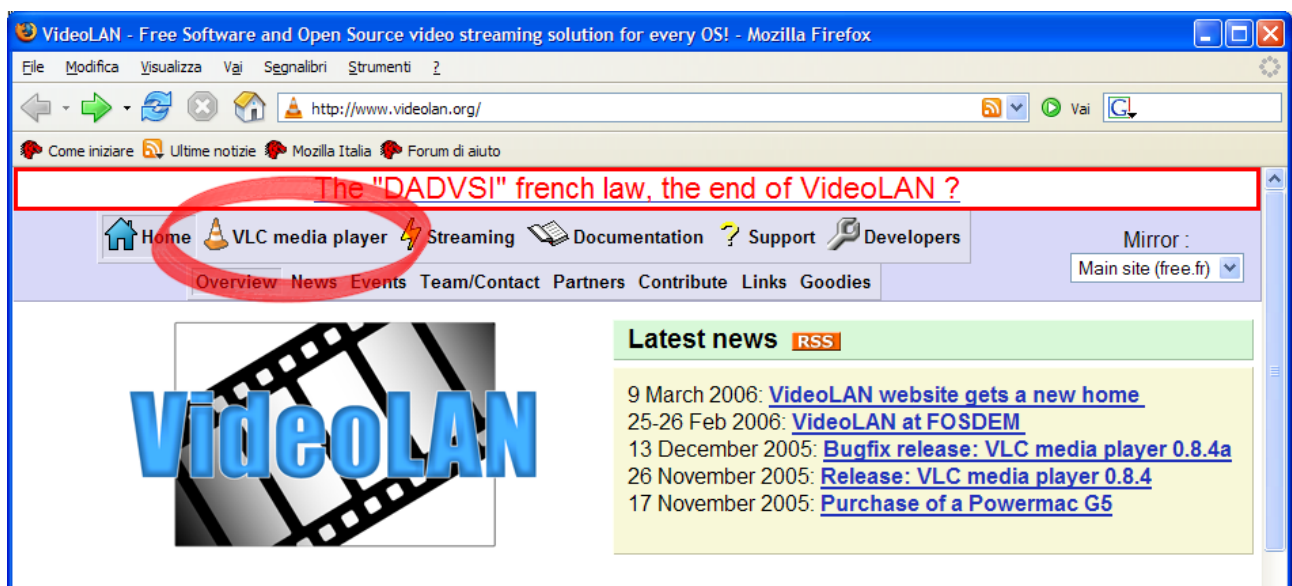 VideoLAN - Free Software and Open Source video streaming solution for every OS! - Mozilla Firefox
File Modifica Visualizza Vai Segnalibri Strumenti ?
http://www.videolan.org/ Vai G
Come iniziare Ultime notizie Mozilla Italia Forum di aiuto
The "DADVSI" french law, the end of VideoLAN ?
Home VLC media player Streaming Documentation ? Support Developers
Mirror :
Main site (free.fr)
Overview News Events Team/Contact Partners Contribute Links Goodies
VideoLAN
Latest news RSS
9 March 2006: VideoLAN website gets a new home
25-26 Feb 2006: VideoLAN at FOSDEM
13 December 2005: Bugfix release: VLC media player 0.8.4a
26 November 2005: Release: VLC media player 0.8.4
17 November 2005: Purchase of a Powermac G5